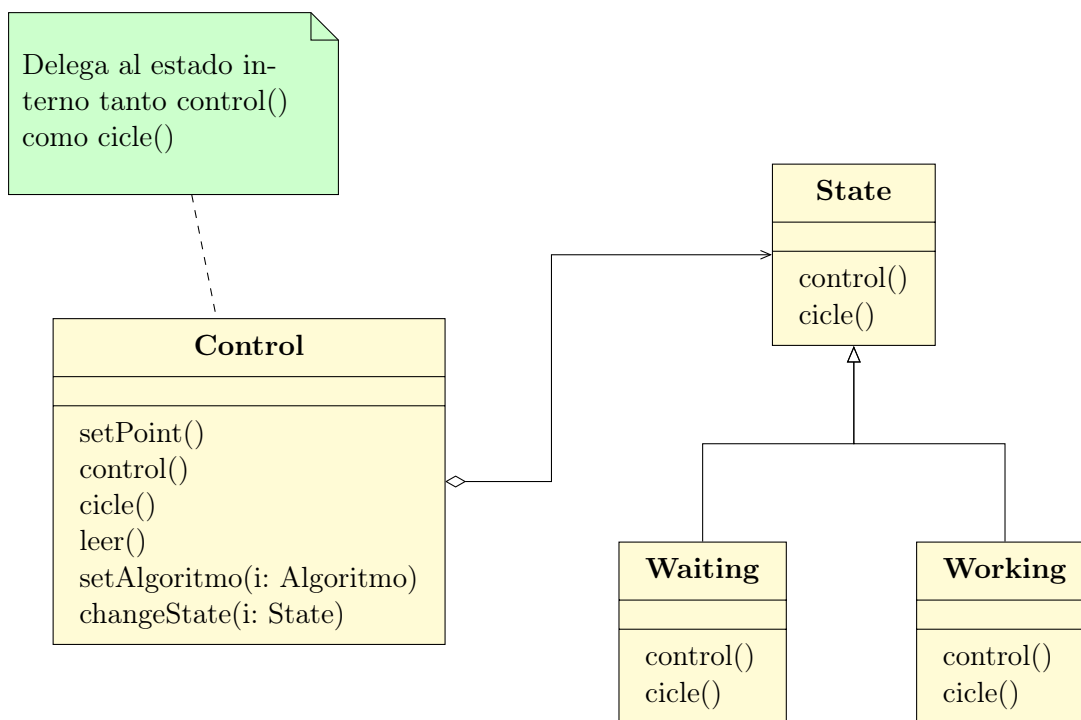 Delega al estado in-
terno tanto control()
como cicle()
State
control()
cicle()
Control
setPoint()
control()
cicle()
leer()
setAlgoritmo(i: Algoritmo)
changeState(i: State)
Waiting
control()
cicle()
Working
control()
cicle()